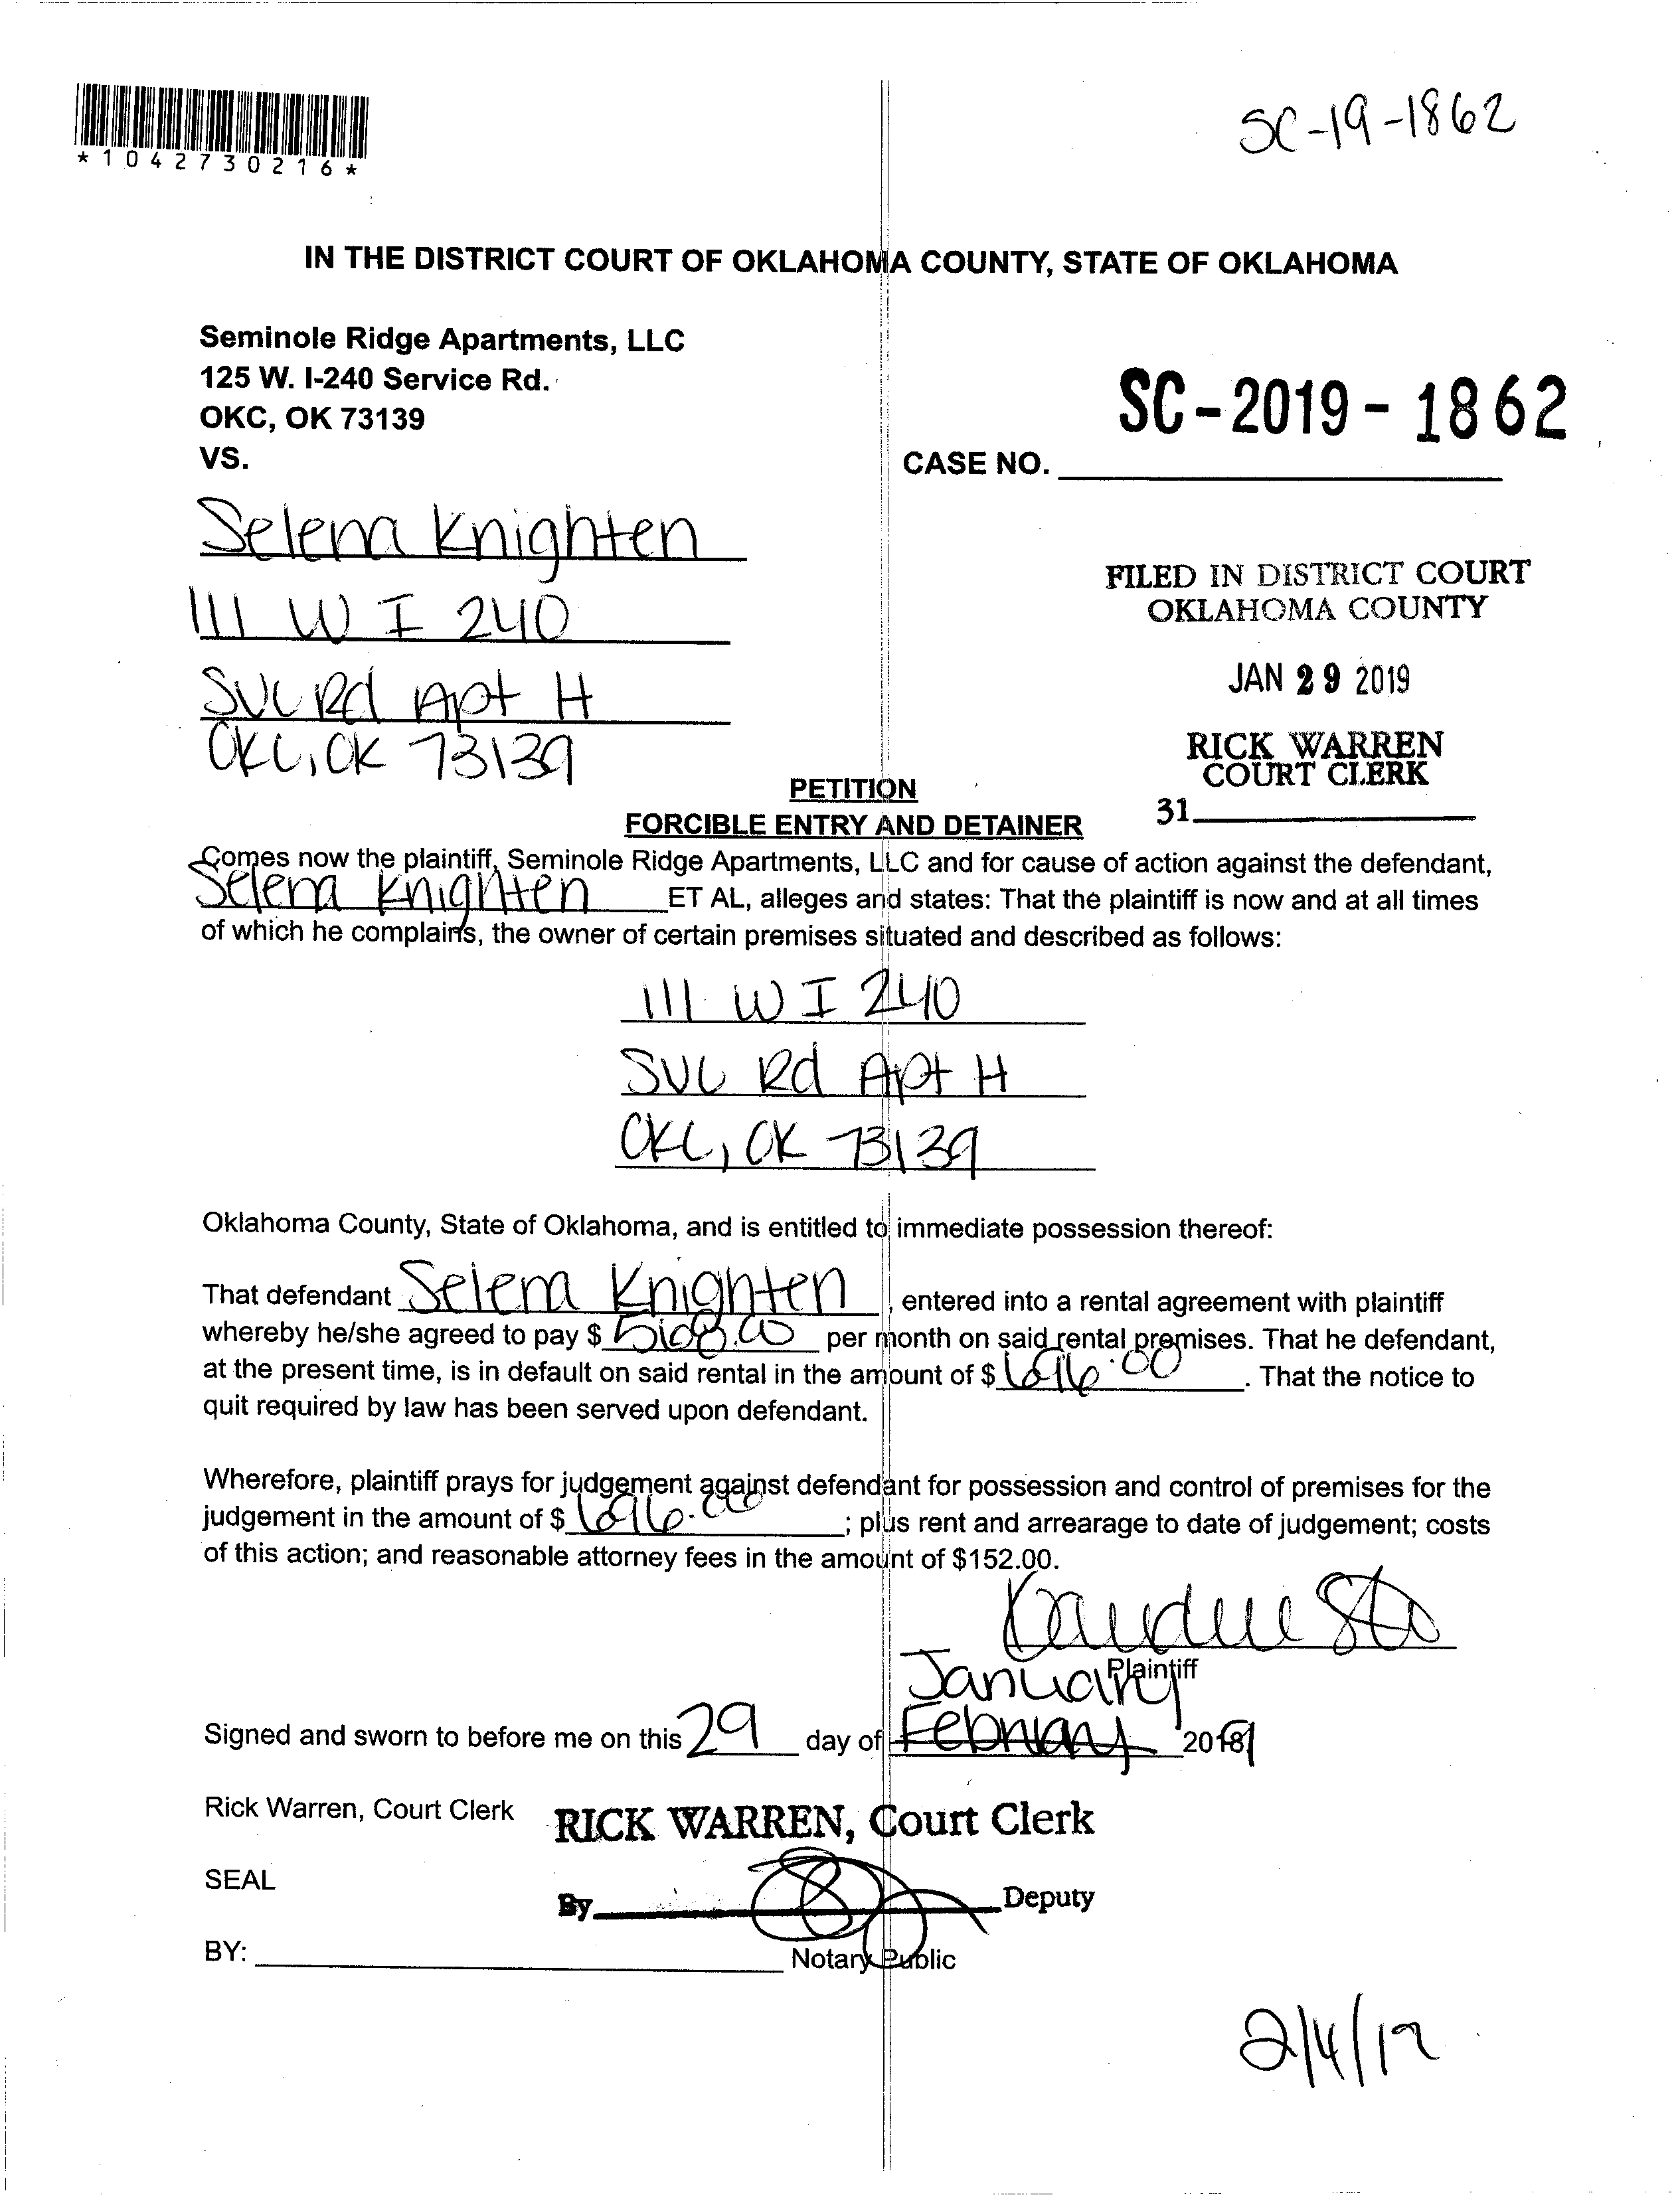 *1042730216*
SC-19-1862
IN THE DISTRICT COURT OF OKLAHOMA COUNTY, STATE OF OKLAHOMA
Seminole Ridge Apartments, LLC
125 W. I-240 Service Rd.
OKC, OK 73139
VS.
SC-2019-1862
CASE NO.
Selena Knighten
111 W I 240
SVC Rd Apt H
OKC, OK 73139
FILED IN DISTRICT COURT
OKLAHOMA COUNTY
JAN 29 2019
RICK WARREN
COURT CLERK
31
PETITION
FORCIBLE ENTRY AND DETAINER
Comes now the plaintiff, Seminole Ridge Apartments, LLC and for cause of action against the defendant,
Selena Knighten ET AL, alleges and states: That the plaintiff is now and at all times
of which he complains, the owner of certain premises situated and described as follows:
111 W I 240
SVC Rd Apt H
OKC, OK 73139
Oklahoma County, State of Oklahoma, and is entitled to immediate possession thereof:
That defendant Selena Knighten, entered into a rental agreement with plaintiff
whereby he/she agreed to pay $ per month on said rental premises. That he defendant,
at the present time, is in default on said rental in the amount of $ 696.00. That the notice to
quit required by law has been served upon defendant.
Wherefore, plaintiff prays for judgement against defendant for possession and control of premises for the
judgement in the amount of $ 696.00; plus rent and arrearage to date of judgement; costs
of this action; and reasonable attorney fees in the amount of $152.00.
Plaintiff
January
Signed and sworn to before me on this 29 day of February 2019
Rick Warren, Court Clerk
RICK WARREN, Court Clerk
SEAL
By Deputy
BY: Notary Public
2/4/19